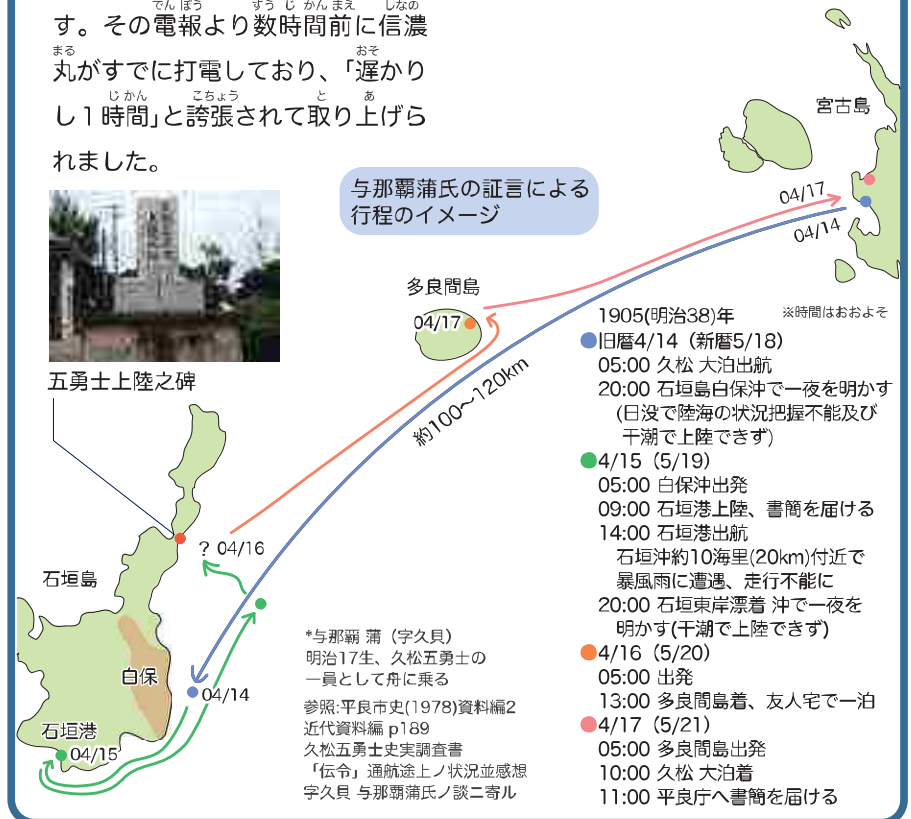 す。その電報より数時間前に信濃
丸がすでに打電しており、「遅かり
し1時間」と誇張されて取り上げら
れました。
与那覇蒲氏の証言による
行程のイメージ
宮古島
04/17
04/14
多良間島
04/17
約100〜120km
五勇士上陸之碑
? 04/16
石垣島
白保
04/14
石垣港
04/15
1905(明治38)年 ※時間はおおよそ
旧暦4/14（新暦5/18）
05:00 久松 大泊出航
20:00 石垣島白保沖で一夜を明かす
(日没で陸海の状況把握不能及び
干潮で上陸できず)
4/15（5/19）
05:00 白保沖出発
09:00 石垣港上陸、書簡を届ける
14:00 石垣港出航
石垣沖約10海里(20km)付近で
暴風雨に遭遇、走行不能に
20:00 石垣東岸漂着 沖で一夜を
明かす(干潮で上陸できず)
4/16（5/20）
05:00 出発
13:00 多良間島着、友人宅で一泊
4/17（5/21）
05:00 多良間島出発
10:00 久松 大泊着
11:00 平良庁へ書簡を届ける
*与那覇 蒲（字久貝）
明治17生、久松五勇士の
一員として舟に乗る
参照:平良市史(1978)資料編2
近代資料編 p189
久松五勇士史実調査書
「伝令」通航途上ノ状況並感想
字久貝 与那覇蒲氏ノ談ニ寄ル